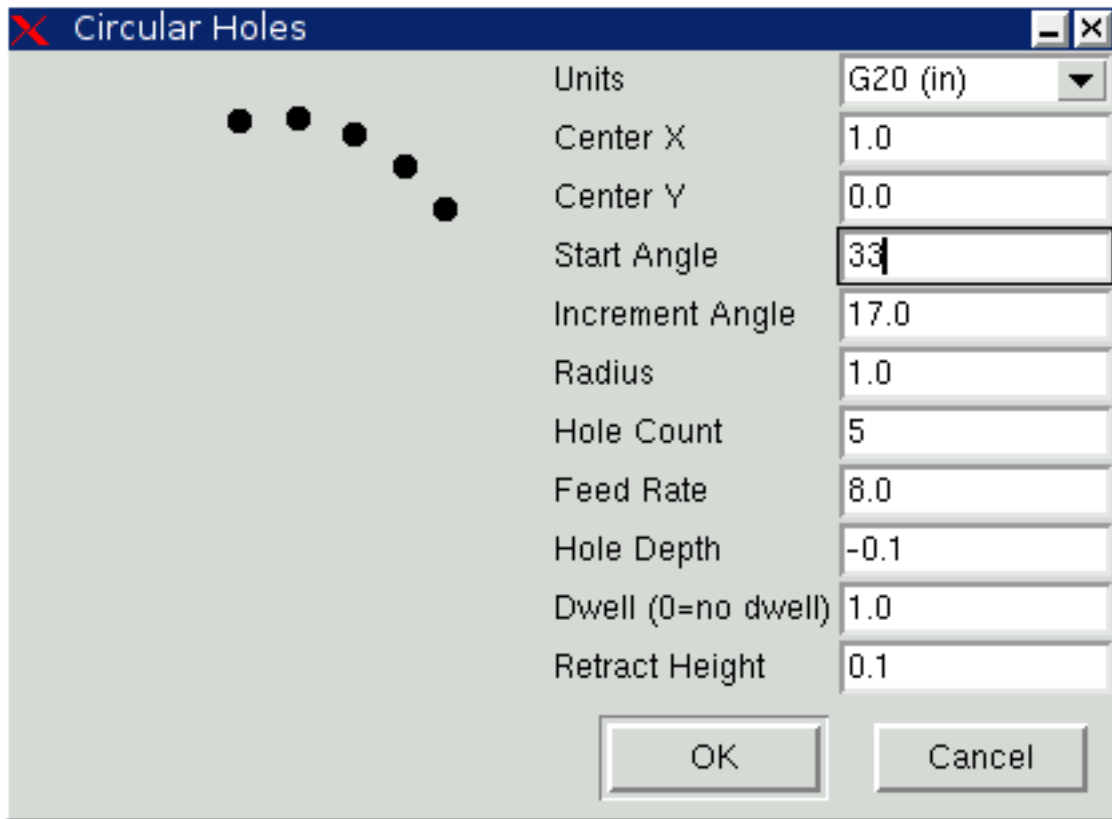 Circular Holes
Units G20 (in)
Center X 1.0
Center Y 0.0
Start Angle 33
Increment Angle 17.0
Radius 1.0
Hole Count 5
Feed Rate 8.0
Hole Depth -0.1
Dwell (0=no dwell) 1.0
Retract Height 0.1
OK Cancel